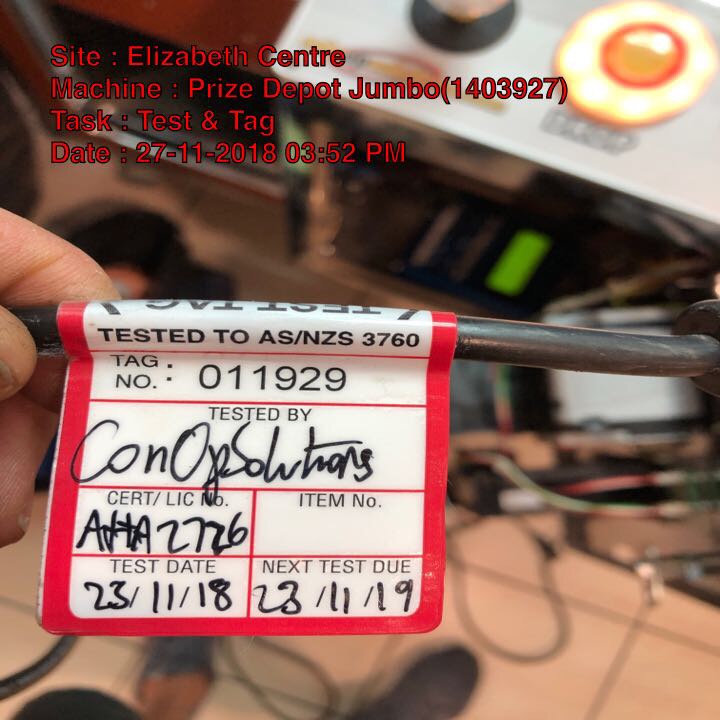 Site : Elizabeth Centre
Machine : Prize Depot Jumbo(1403927)
Task : Test & Tag
Date : 27-11-2018 03:52 PM
TEST TAG
TESTED TO AS/NZS 3760
TAG NO. : 011929
TESTED BY
ConOpSolutions
CERT/ LIC No. ITEM No.
AHA2726
TEST DATE NEXT TEST DUE
23/11/18 23/11/19